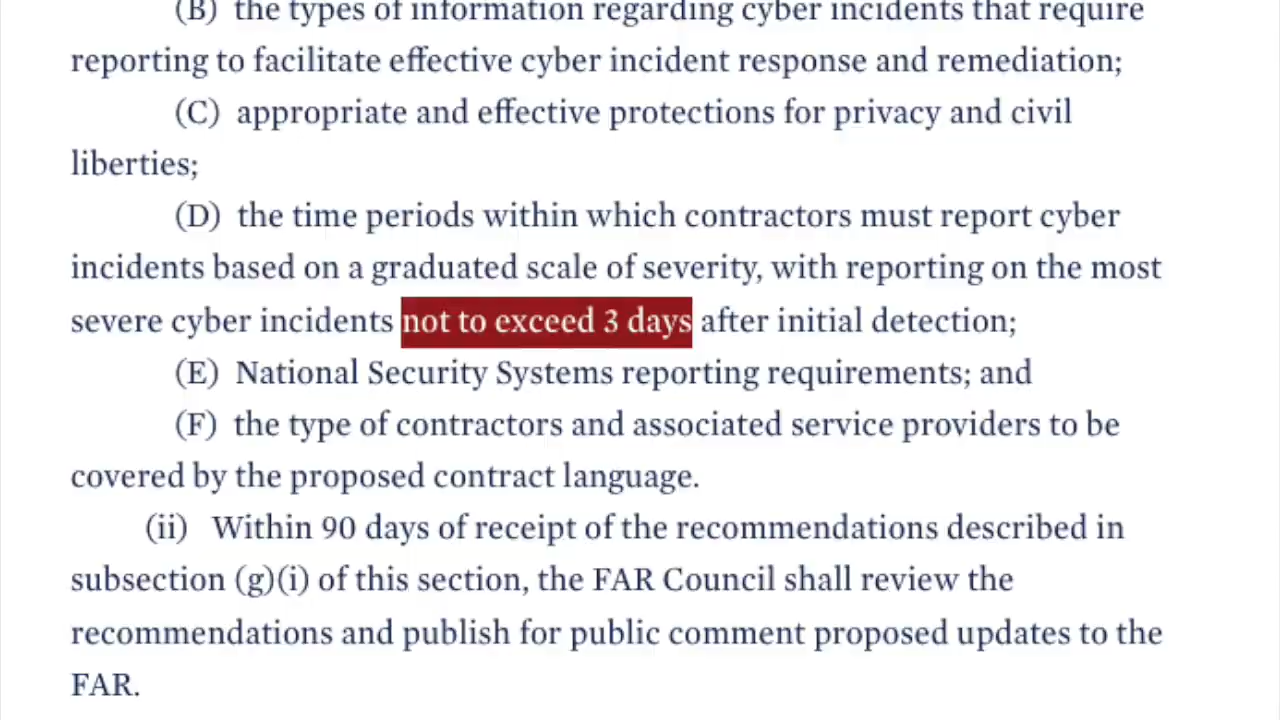 (B) the types of information regarding cyber incidents that require
reporting to facilitate effective cyber incident response and remediation;
(C) appropriate and effective protections for privacy and civil
liberties;
(D) the time periods within which contractors must report cyber
incidents based on a graduated scale of severity, with reporting on the most
severe cyber incidents not to exceed 3 days after initial detection;
(E) National Security Systems reporting requirements; and
(F) the type of contractors and associated service providers to be
covered by the proposed contract language.
(ii) Within 90 days of receipt of the recommendations described in
subsection (g)(i) of this section, the FAR Council shall review the
recommendations and publish for public comment proposed updates to the
FAR.